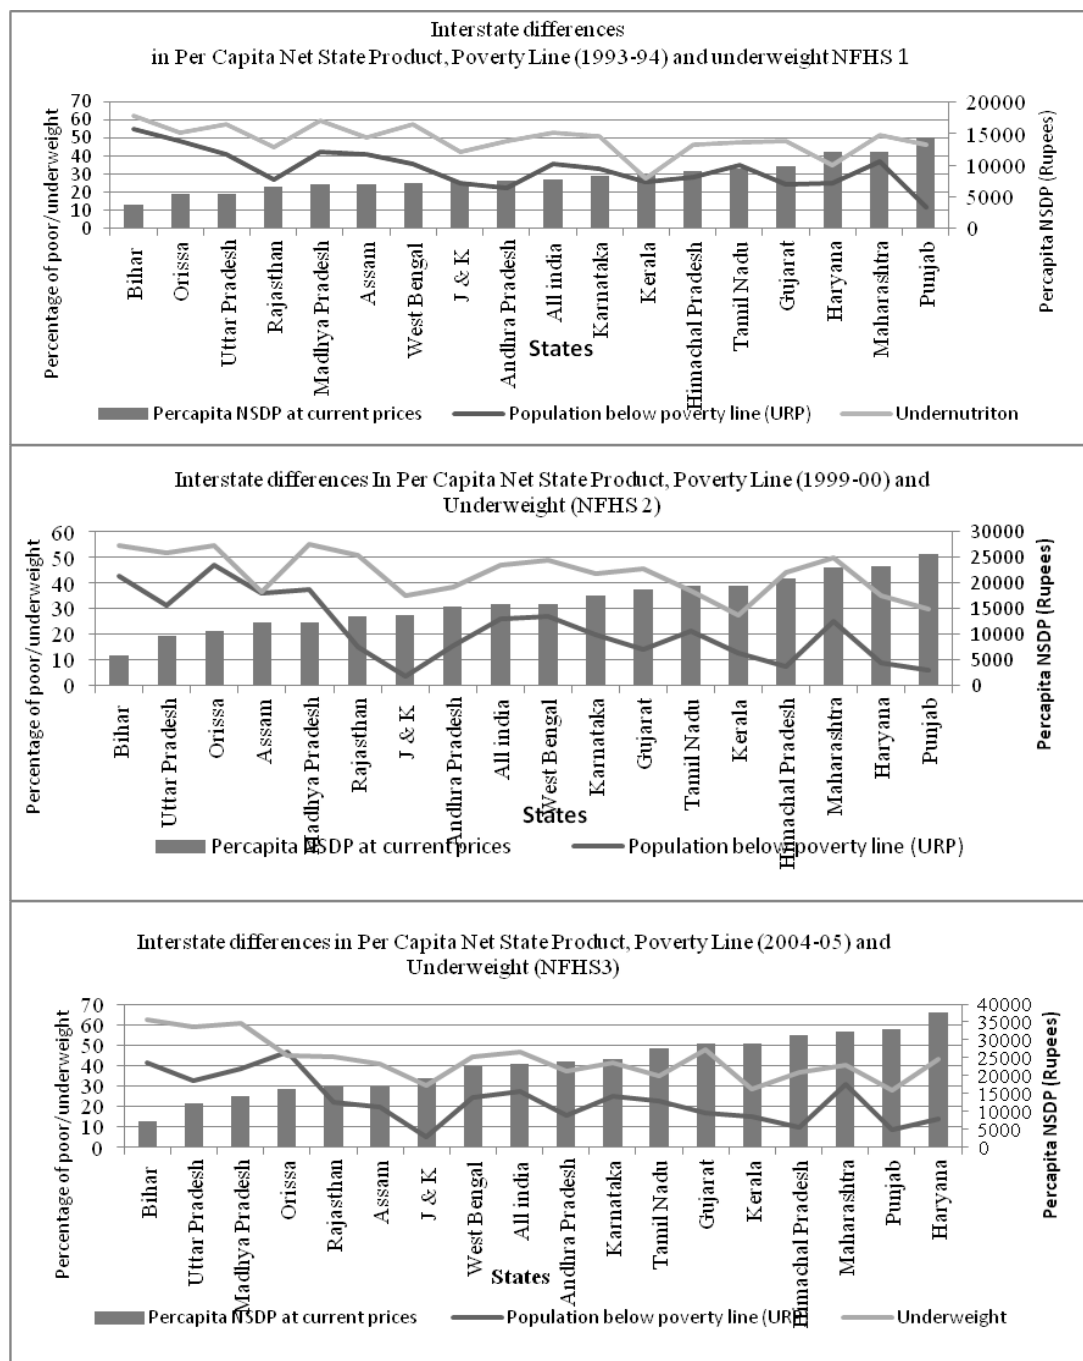 Interstate differences
in Per Capita Net State Product, Poverty Line (1993-94) and underweight NFHS 1
Percentage of poor/underweight
70
60
50
40
30
20
10
0
20000
15000
10000
5000
0
Percapita NSDP (Rupees)
Bihar
Orissa
Uttar Pradesh
Rajasthan
Madhya Pradesh
Assam
West Bengal
J & K
Andhra Pradesh
All india
Karnataka
Kerala
Himachal Pradesh
Tamil Nadu
Gujarat
Haryana
Maharashtra
Punjab
States
Percapita NSDP at current prices
Population below poverty line (URP)
Undernutriton
Interstate differences In Per Capita Net State Product, Poverty Line (1999-00) and
Underweight (NFHS 2)
Percentage of poor/underweight
60
50
40
30
20
10
0
30000
25000
20000
15000
10000
5000
0
Percapita NSDP (Rupees)
Bihar
Uttar Pradesh
Orissa
Assam
Madhya Pradesh
Rajasthan
J & K
Andhra Pradesh
All india
West Bengal
Karnataka
Gujarat
Tamil Nadu
Kerala
Himachal Pradesh
Maharashtra
Haryana
Punjab
States
Percapita NSDP at current prices
Population below poverty line (URP)
Interstate differences in Per Capita Net State Product, Poverty Line (2004-05) and
Underweight (NFHS3)
Percentage of poor/underweight
70
60
50
40
30
20
10
0
40000
35000
30000
25000
20000
15000
10000
5000
0
Percapita NSDP (Rupees)
Bihar
Uttar Pradesh
Madhya Pradesh
Orissa
Rajasthan
Assam
J & K
West Bengal
All india
Andhra Pradesh
Karnataka
Tamil Nadu
Gujarat
Kerala
Himachal Pradesh
Maharashtra
Punjab
Haryana
States
Percapita NSDP at current prices
Population below poverty line (URP)
Underweight